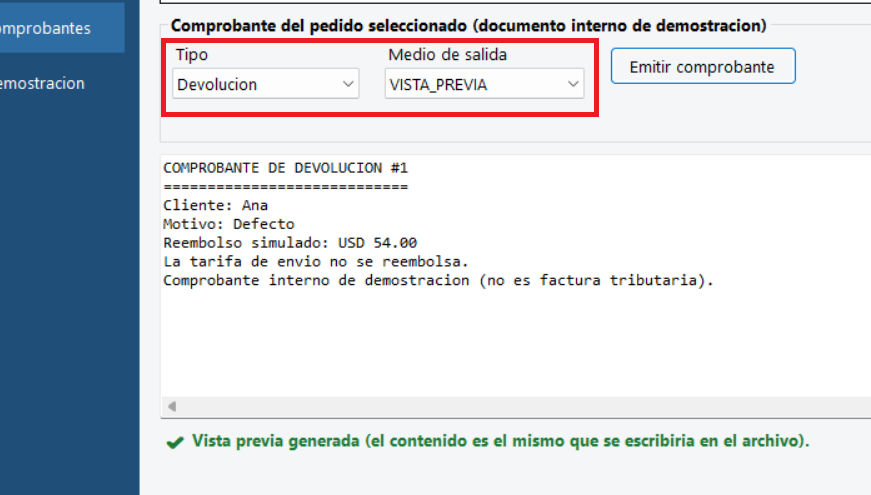 omprobantes
emostracion
Comprobante del pedido seleccionado (documento interno de demostracion)
Tipo
Medio de salida
Devolucion
VISTA_PREVIA
Emitir comprobante
COMPROBANTE DE DEVOLUCION #1
============================
Cliente: Ana
Motivo: Defecto
Reembolso simulado: USD 54.00
La tarifa de envio no se reembolsa.
Comprobante interno de demostracion (no es factura tributaria).
Vista previa generada (el contenido es el mismo que se escribiria en el archivo).